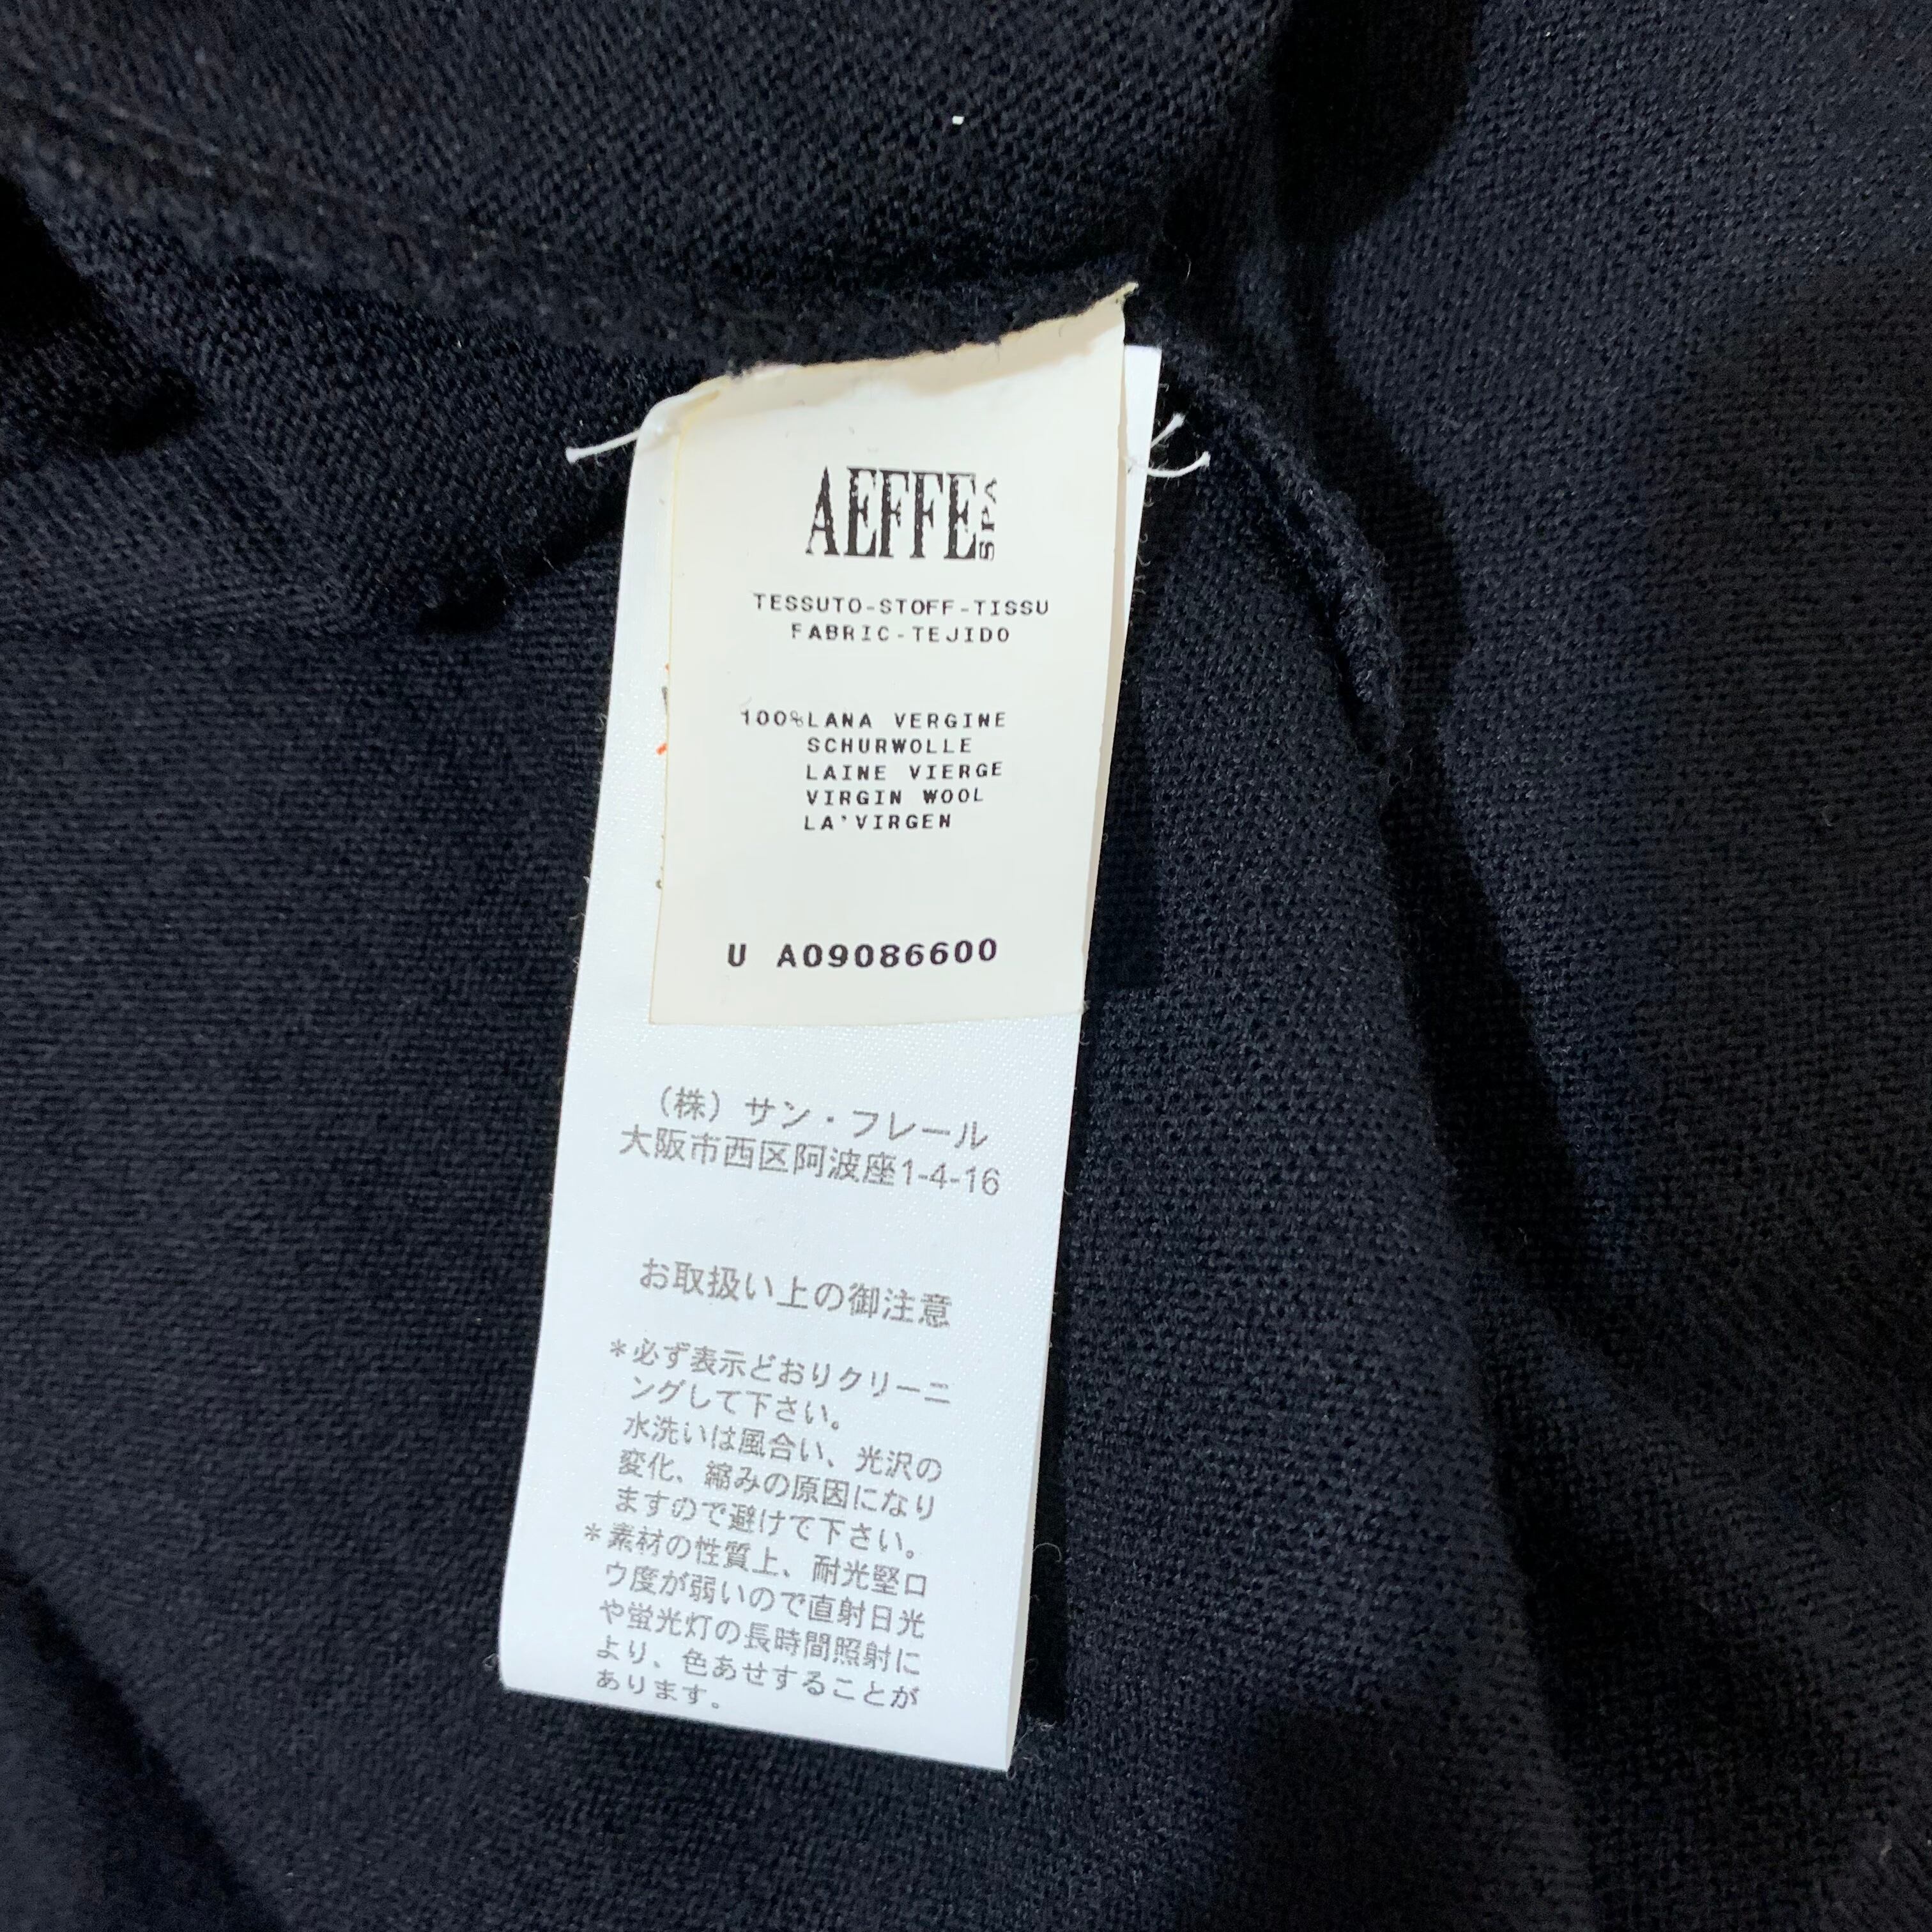 AEFFE SPA
TESSUTO-STOFF-TISSU
FABRIC-TEJIDO
100%LANA VERGINE
SCHURWOLLE
LAINE VIERGE
VIRGIN WOOL
LA'VIRGEN
U A09086600
（株）サン・フレール
大阪市西区阿波座1-4-16
お取扱い上の御注意
＊必ず表示どおりクリーニ
ングして下さい。
水洗いは風合い、光沢の
変化、縮みの原因になり
ますので避けて下さい。
＊素材の性質上、耐光堅ロ
ウ度が弱いので直射日光
や蛍光灯の長時間照射に
より、色あせすることが
あります。